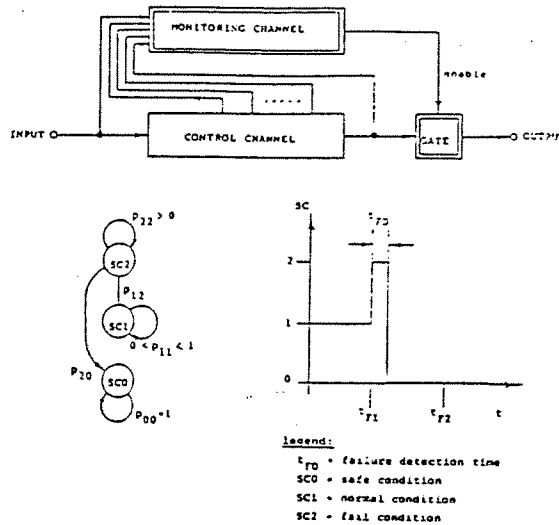 MONITORING CHANNEL
enable
INPUT
CONTROL CHANNEL
GATE
OUTPUT
P22 > 0
SC2
P12
SC1
0 < P11 < 1
P20
SC0
P00=1
SC
tFD
2
1
0
tF1
tF2
t
legend:
tFD = failure detection time
SC0 = safe condition
SC1 = normal condition
SC2 = fail condition